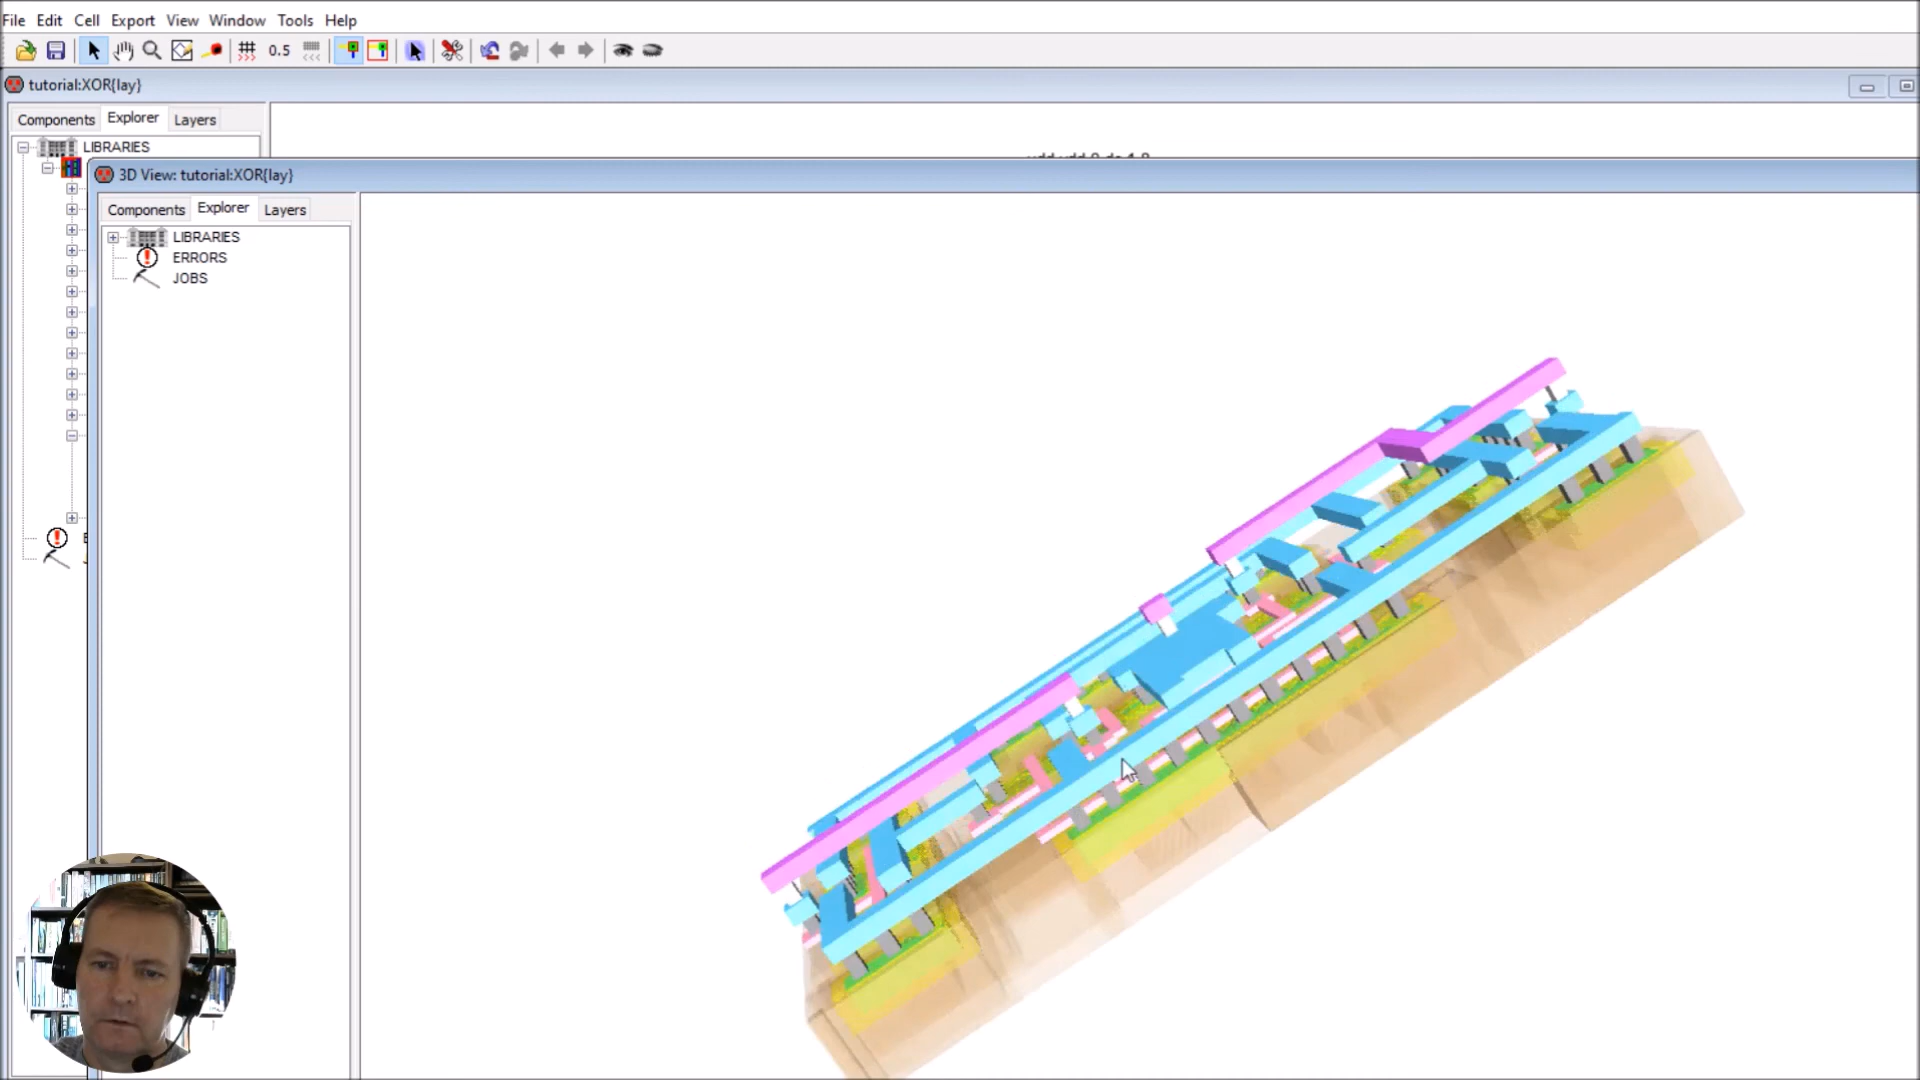 File Edit Cell Export View Window Tools Help
0.5
tutorial:XOR{lay}
Components Explorer Layers
LIBRARIES
3D View: tutorial:XOR{lay}
Components Explorer Layers
LIBRARIES
ERRORS
JOBS